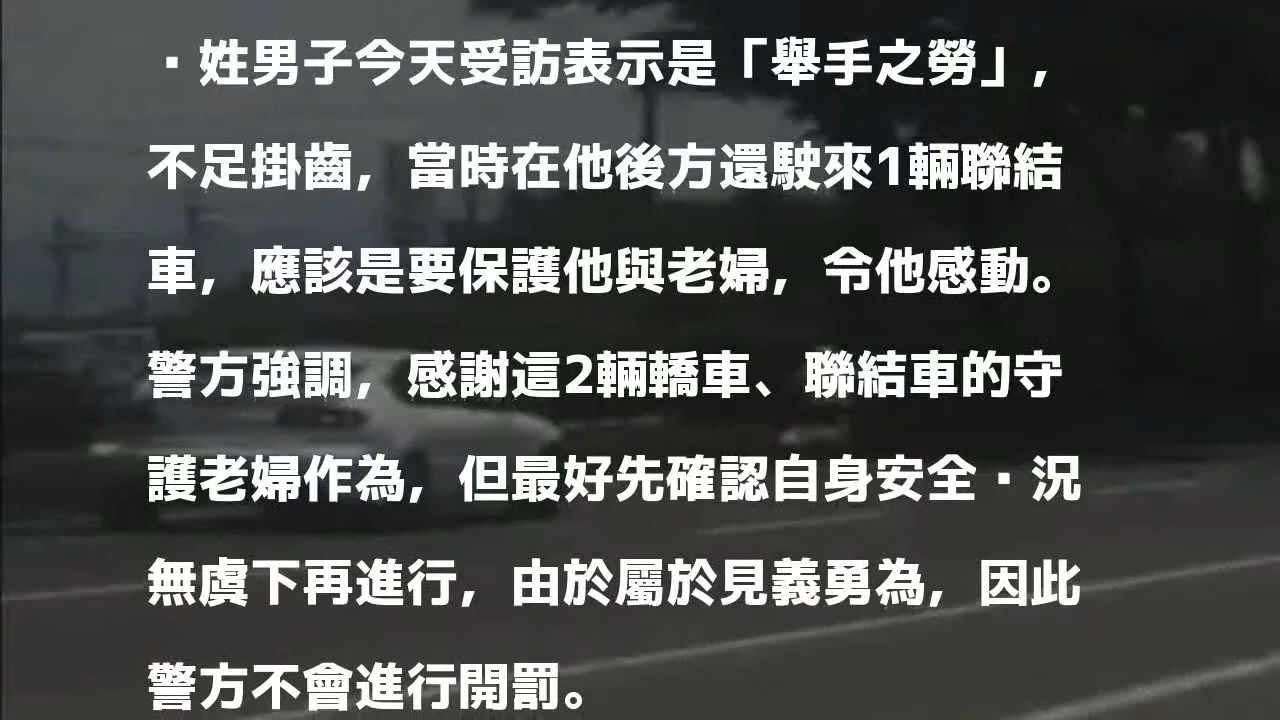 ▪姓男子今天受訪表示是「舉手之勞」,
不足掛齒，當時在他後方還駛來1輛聯結
車，應該是要保護他與老婦，令他感動。
警方強調，感謝這2輛轎車、聯結車的守
護老婦作為，但最好先確認自身安全▪況
無虞下再進行，由於屬於見義勇為，因此
警方不會進行開罰。